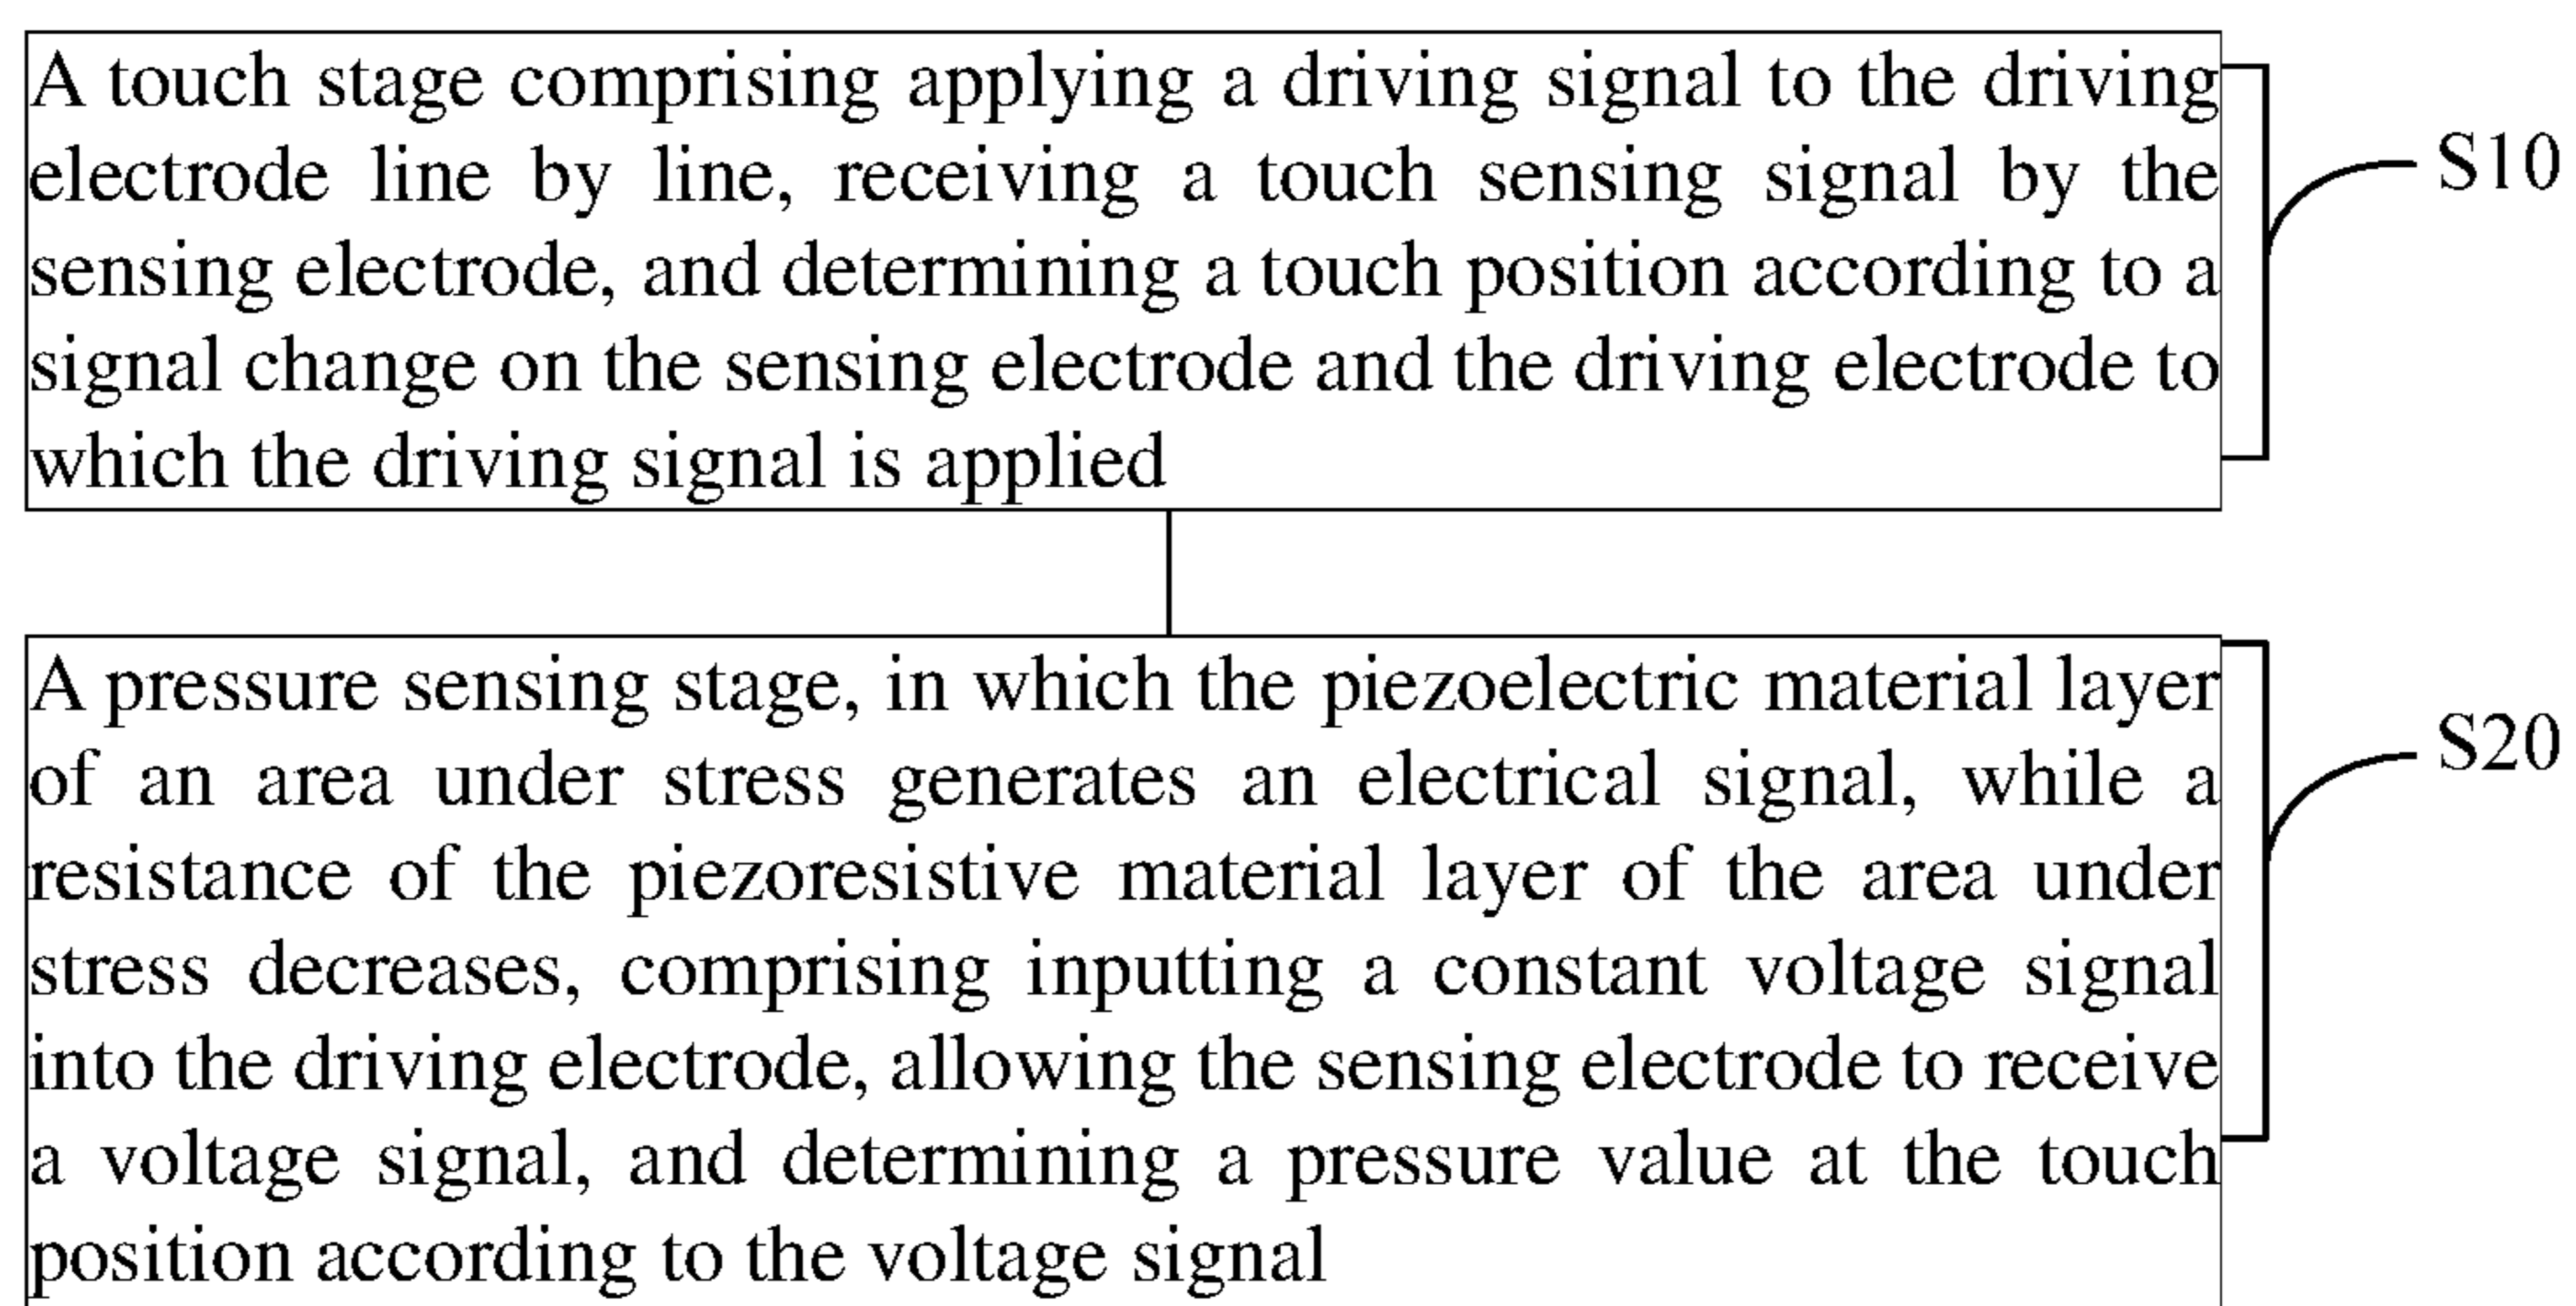 A touch stage comprising applying a driving signal to the driving
electrode line by line, receiving a touch sensing signal by the
sensing electrode, and determining a touch position according to a
signal change on the sensing electrode and the driving electrode to
which the driving signal is applied
S10
A pressure sensing stage, in which the piezoelectric material layer
of an area under stress generates an electrical signal, while a
resistance of the piezoresistive material layer of the area under
stress decreases, comprising inputting a constant voltage signal
into the driving electrode, allowing the sensing electrode to receive
a voltage signal, and determining a pressure value at the touch
position according to the voltage signal
S20